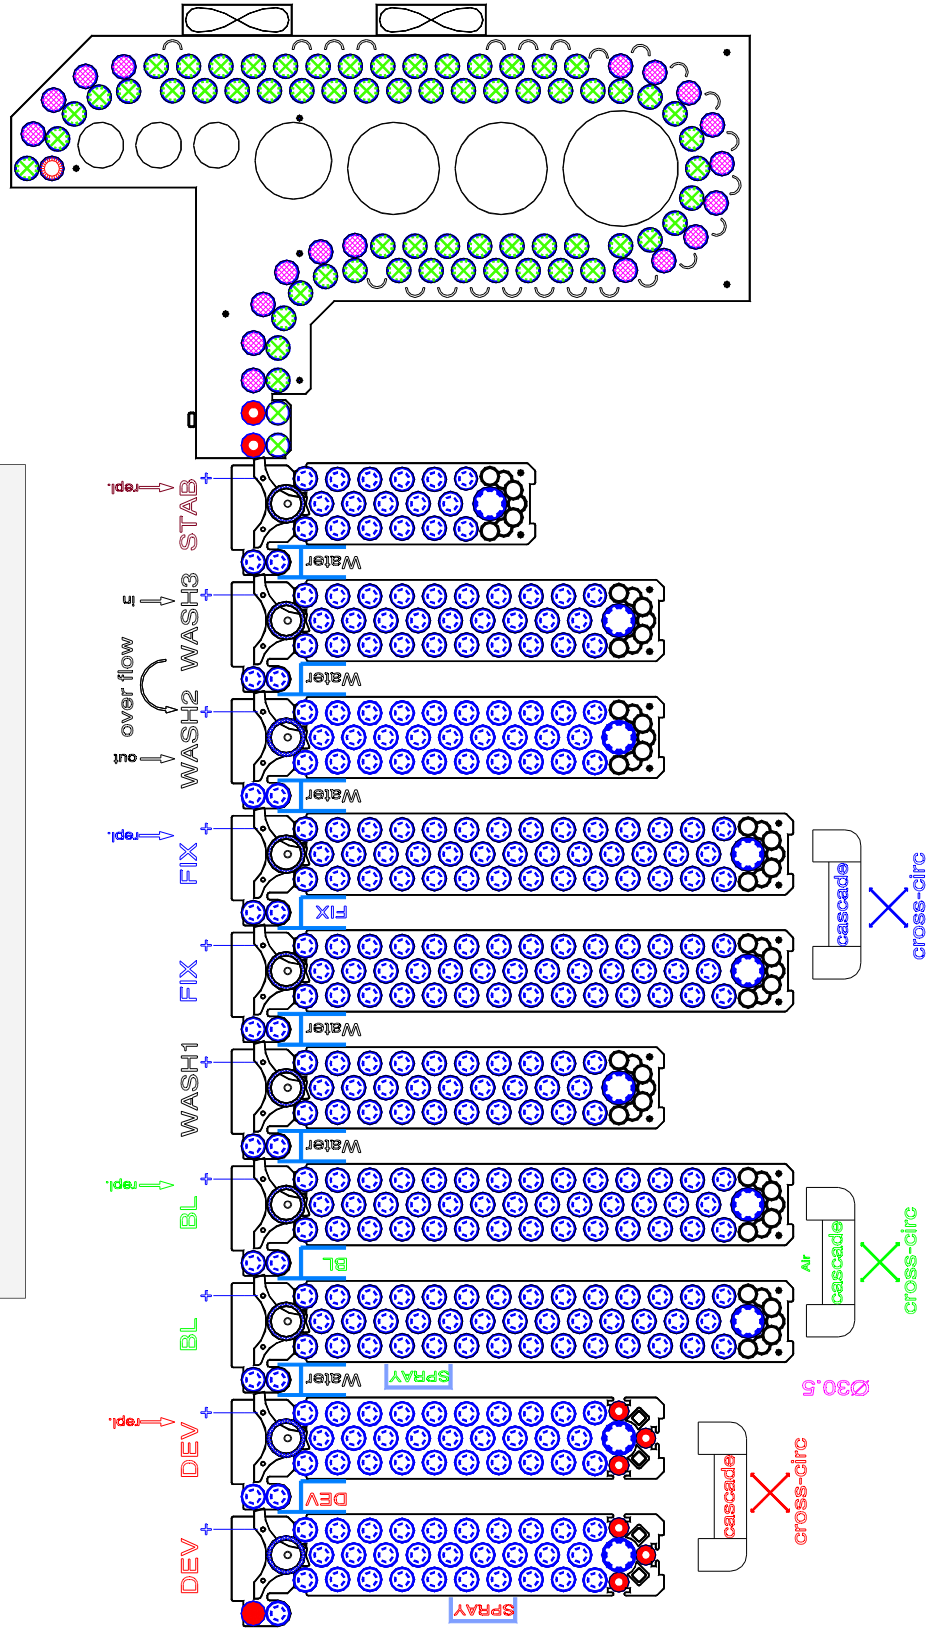 STAB
repl.
Water
WASH3
in
Water
over flow
WASH2
out
Water
FIX
repl.
cascade
cross-circ
FIX
FIX
Water
WASH1
Water
BL
repl.
Air
cascade
cross-circ
BL
BL
SPRAY
Water
Ø30.5
DEV
repl.
cascade
cross-circ
DEV
DEV
SPRAY